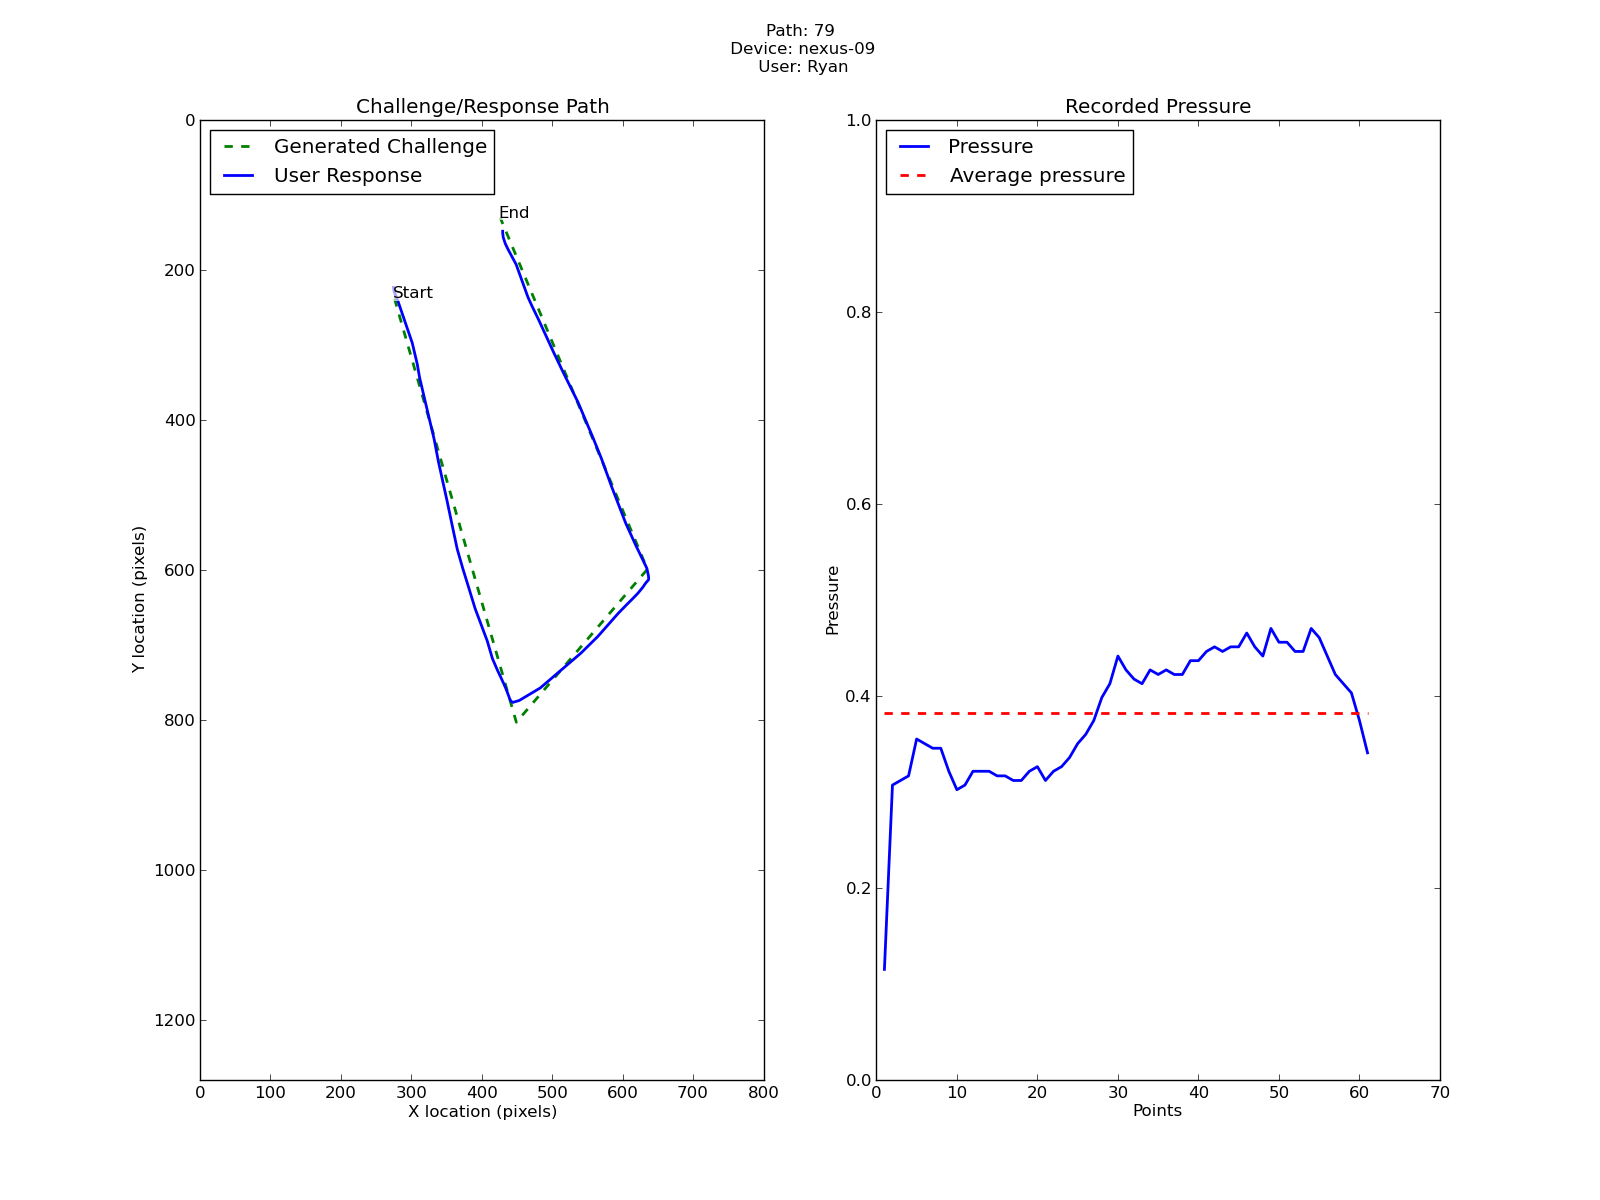 Path: 79
Device: nexus-09
User: Ryan
Challenge/Response Path
Generated Challenge
User Response
End
Start
0
200
400
600
800
1000
1200
Y location (pixels)
0 100 200 300 400 500 600 700 800
X location (pixels)
Recorded Pressure
Pressure
Average pressure
1.0
0.8
0.6
0.4
0.2
0.0
Pressure
0 10 20 30 40 50 60 70
Points